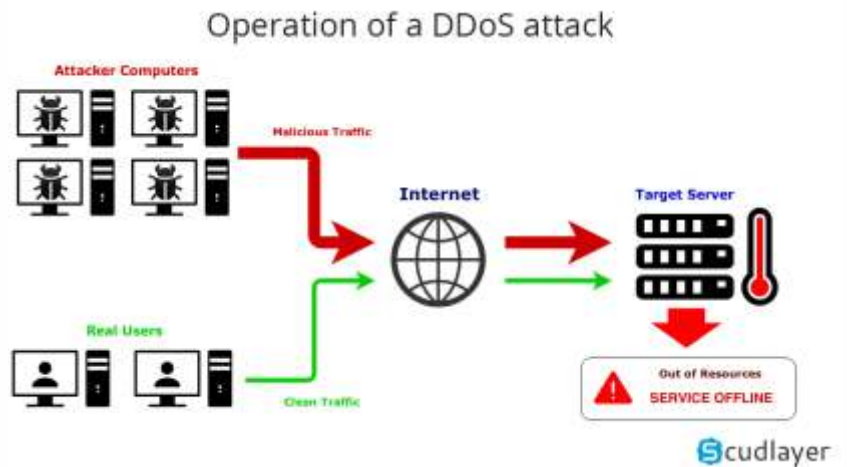 Operation of a DDoS attack
Attacker Computers
Malicious Traffic
Internet
Target Server
Real Users
Clean Traffic
Out of Resources
SERVICE OFFLINE
Scudlayer